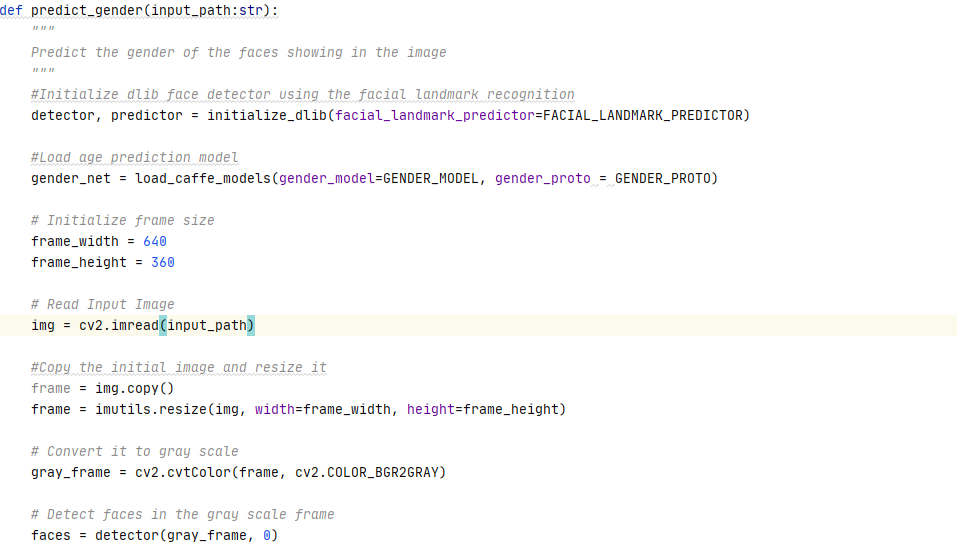 def predict_gender(input_path:str):
    """
    Predict the gender of the faces showing in the image
    """
    #Initialize dlib face detector using the facial landmark recognition
    detector, predictor = initialize_dlib(facial_landmark_predictor=FACIAL_LANDMARK_PREDICTOR)

    #Load age prediction model
    gender_net = load_caffe_models(gender_model=GENDER_MODEL, gender_proto = GENDER_PROTO)

    # Initialize frame size
    frame_width = 640
    frame_height = 360

    # Read Input Image
    img = cv2.imread(input_path)

    #Copy the initial image and resize it
    frame = img.copy()
    frame = imutils.resize(img, width=frame_width, height=frame_height)

    # Convert it to gray scale
    gray_frame = cv2.cvtColor(frame, cv2.COLOR_BGR2GRAY)

    # Detect faces in the gray scale frame
    faces = detector(gray_frame, 0)